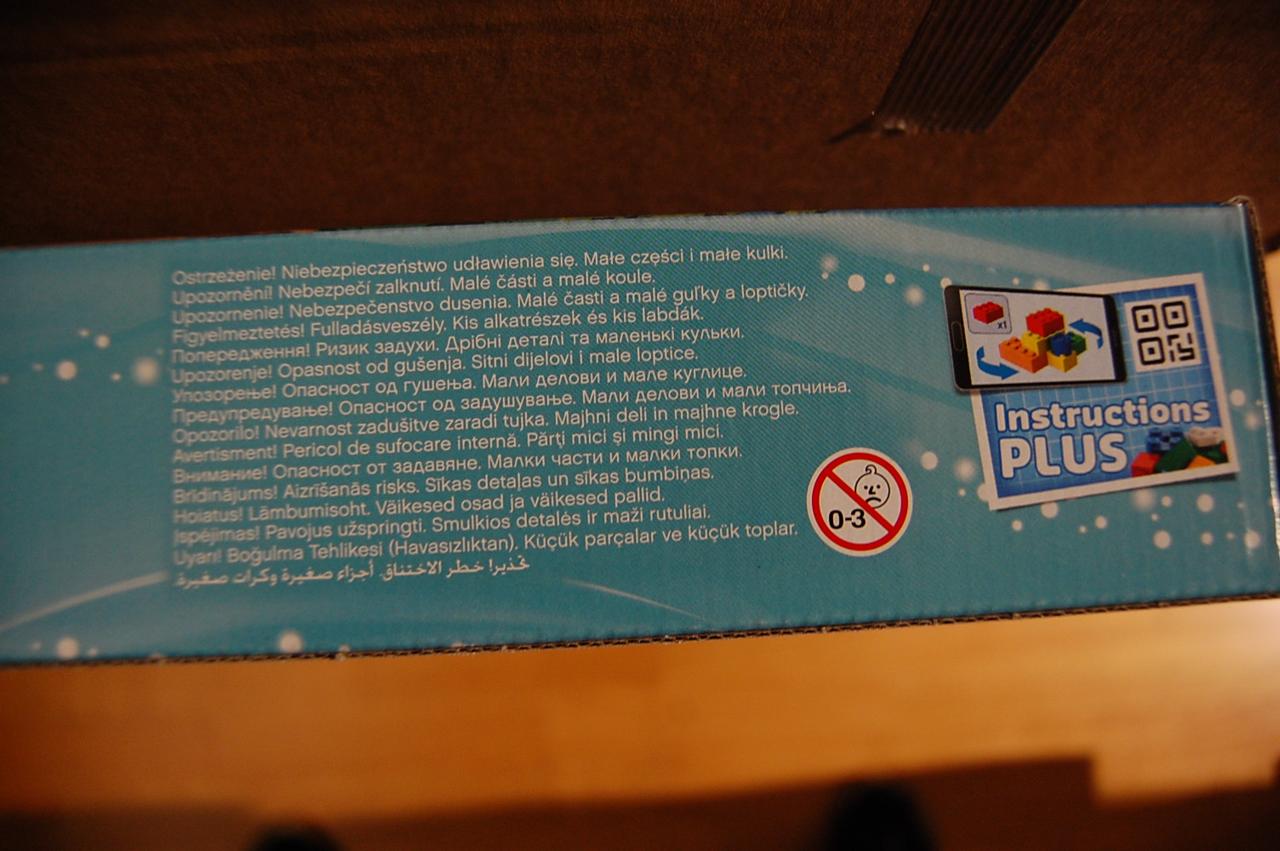 Ostrzeżenie! Niebezpieczeństwo udławienia się. Małe części i małe kulki.
Upozornění! Nebezpečí zalknutí. Malé části a malé koule.
Upozornenie! Nebezpečenstvo dusenia. Malé časti a malé guľky a loptičky.
Figyelmeztetés! Fulladásveszély. Kis alkatrészek és kis labdák.
Попередження! Ризик задухи. Дрібні деталі та маленькі кульки.
Upozorenje! Opasnost od gušenja. Sitni dijelovi i male loptice.
Упозорење! Опасност од гушења. Мали делови и мале куглице.
Предупредување! Опасност од задушување. Мали делови и мали топчиња.
Opozorilo! Nevarnost zadušitve zaradi tujka. Majhni deli in majhne krogle.
Avertisment! Pericol de sufocare internă. Părți mici și mingi mici.
Внимание! Опасност от задавяне. Малки части и малки топки.
Brīdinājums! Aizrīšanās risks. Sīkas detaļas un sīkas bumbiņas.
Hoiatus! Lämbumisoht. Väikesed osad ja väikesed pallid.
Įspėjimas! Pavojus užspringti. Smulkios detalės ir maži rutuliai.
Uyarı! Boğulma Tehlikesi (Havasızlıktan). Küçük parçalar ve küçük toplar.
تحذير! خطر الاختناق. أجزاء صغيرة وكرات صغيرة
0-3
x1
Instructions
PLUS